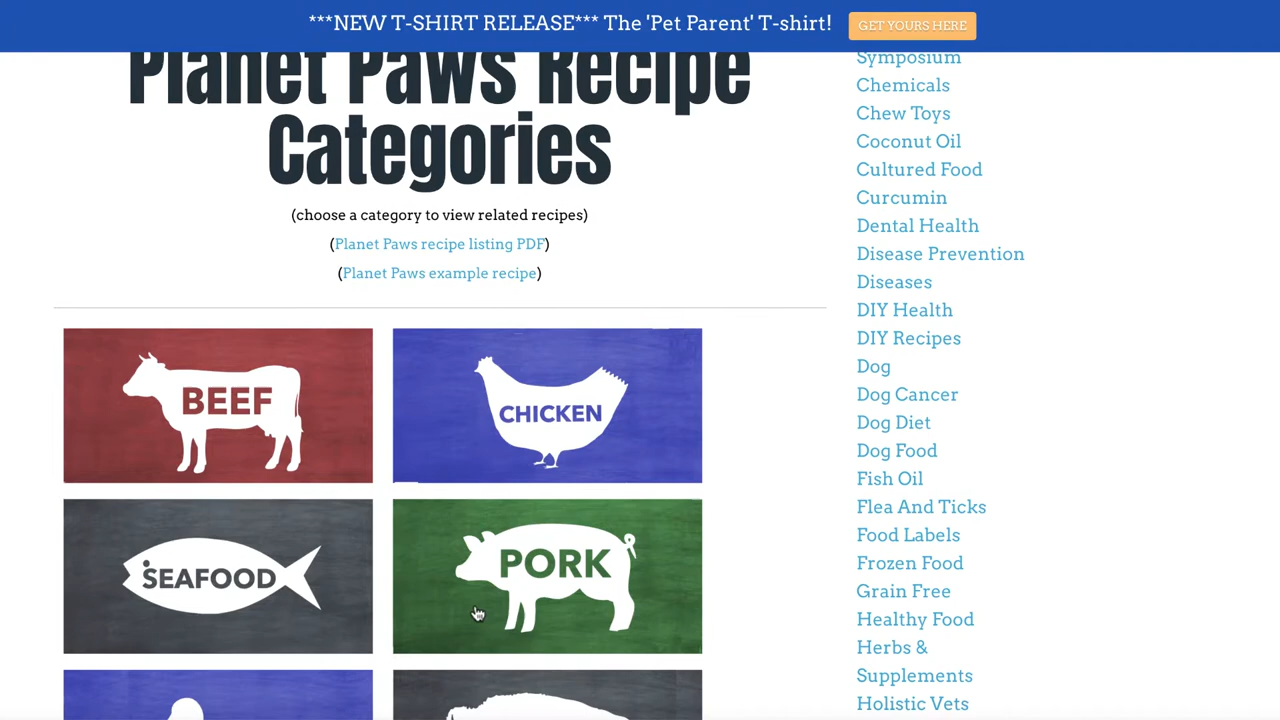 ***NEW T-SHIRT RELEASE*** The 'Pet Parent' T-shirt!
GET YOURS HERE
Planet Paws Recipe
Categories
(choose a category to view related recipes)
(Planet Paws recipe listing PDF)
(Planet Paws example recipe)
BEEF
CHICKEN
SEAFOOD
PORK
Symposium
Chemicals
Chew Toys
Coconut Oil
Cultured Food
Curcumin
Dental Health
Disease Prevention
Diseases
DIY Health
DIY Recipes
Dog
Dog Cancer
Dog Diet
Dog Food
Fish Oil
Flea And Ticks
Food Labels
Frozen Food
Grain Free
Healthy Food
Herbs &
Supplements
Holistic Vets